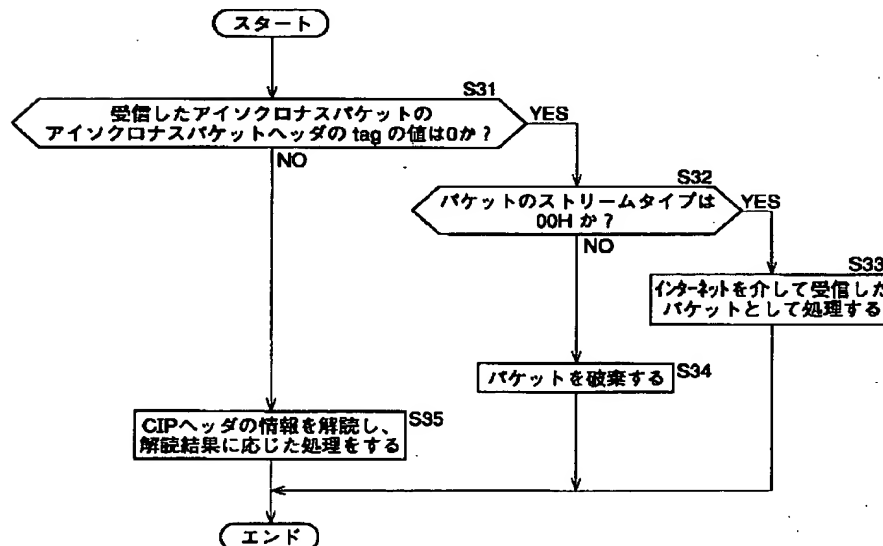 スタート
S31
受信したアイソクロナスパケットの
アイソクロナスパケットヘッダの tag の値は0か？
YES
NO
S32
パケットのストリームタイプは
00H か？
YES
NO
S33
インターネットを介して受信した
パケットとして処理する
パケットを破棄する
S34
CIPヘッダの情報を解読し、
解読結果に応じた処理をする
S35
エンド